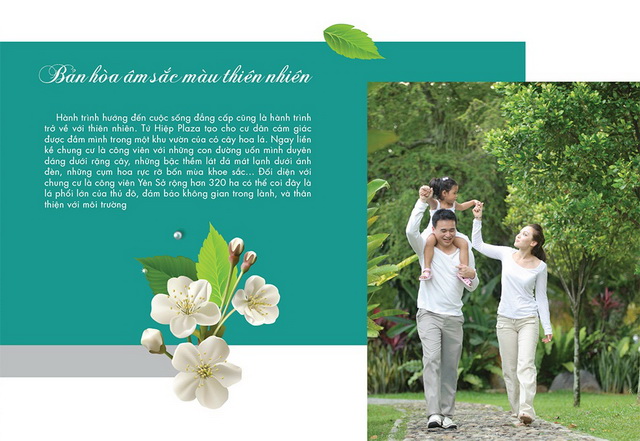 Bản hòa âm sắc màu thiên nhiên
Hành trình hướng đến cuộc sống đẳng cấp cũng là hành trình
trở về với thiên nhiên. Tứ Hiệp Plaza tạo cho cư dân cảm giác
được đắm mình trong một khu vườn của cỏ cây hoa lá. Ngay liền
kề chung cư là công viên với những con đường uốn mình duyên
dáng dưới rặng cây, những bậc thềm lát đá mát lạnh dưới ánh
đèn, những cụm hoa rực rỡ bốn mùa khoe sắc... Đối diện với
chung cư là công viên Yên Sở rộng hơn 320 ha có thể coi đây là
lá phổi lớn của thủ đô, đảm bảo không gian trong lành, và thân
thiện với môi trường